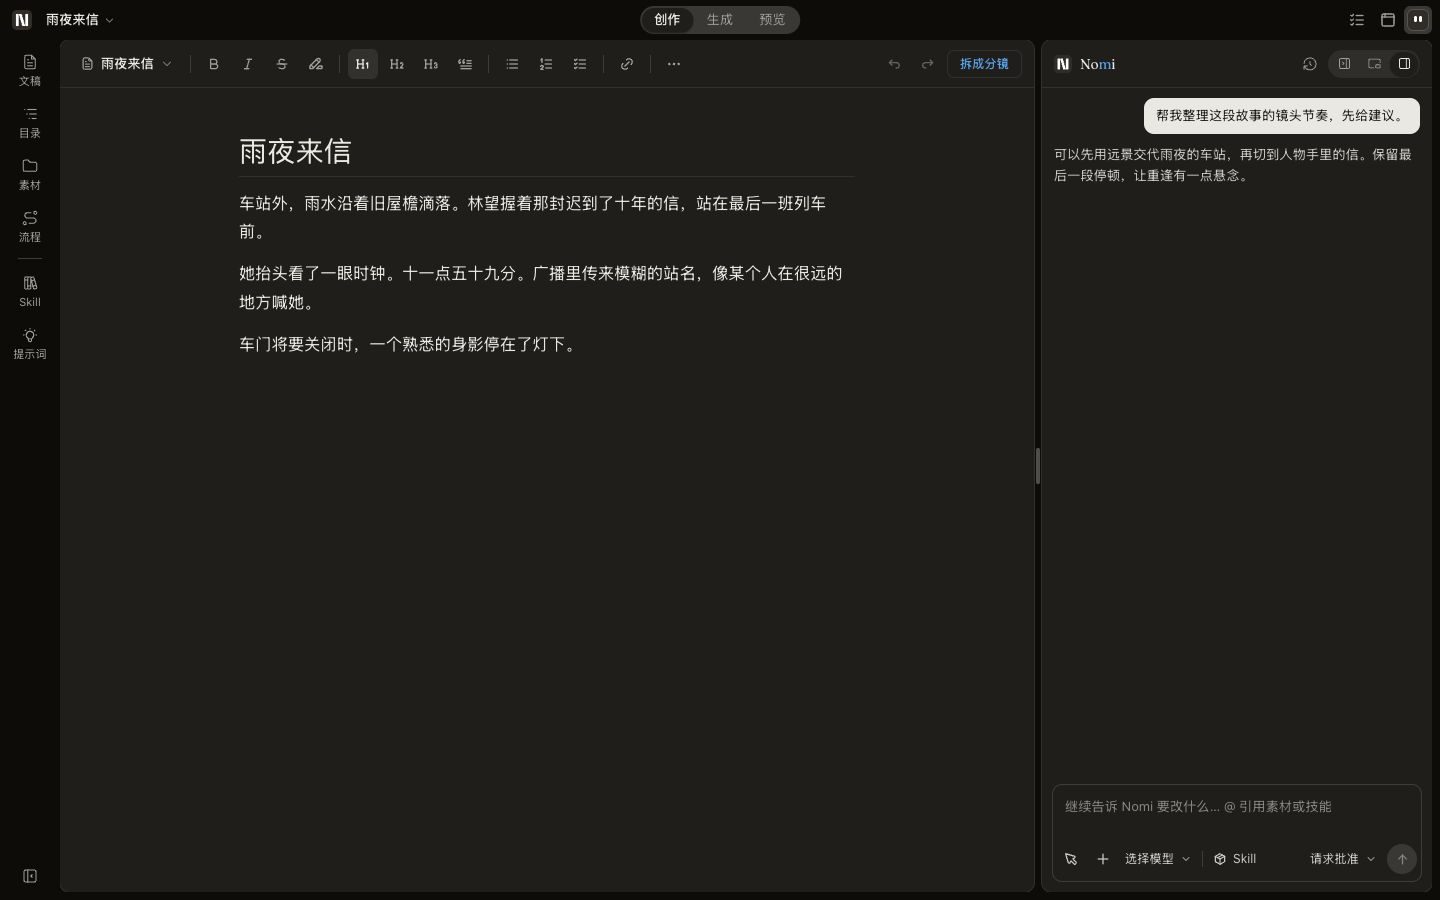 雨夜来信
创作
生成
预览
文稿
目录
素材
流程
Skill
提示词
雨夜来信
B
I
S
H1
H2
H3
拆成分镜
雨夜来信
车站外，雨水沿着旧屋檐滴落。林望握着那封迟到了十年的信，站在最后一班列车
前。
她抬头看了一眼时钟。十一点五十九分。广播里传来模糊的站名，像某个人在很远的
地方喊她。
车门将要关闭时，一个熟悉的身影停在了灯下。
Nomi
帮我整理这段故事的镜头节奏，先给建议。
可以先用远景交代雨夜的车站，再切到人物手里的信。保留最
后一段停顿，让重逢有一点悬念。
继续告诉 Nomi 要改什么... @ 引用素材或技能
选择模型
Skill
请求批准